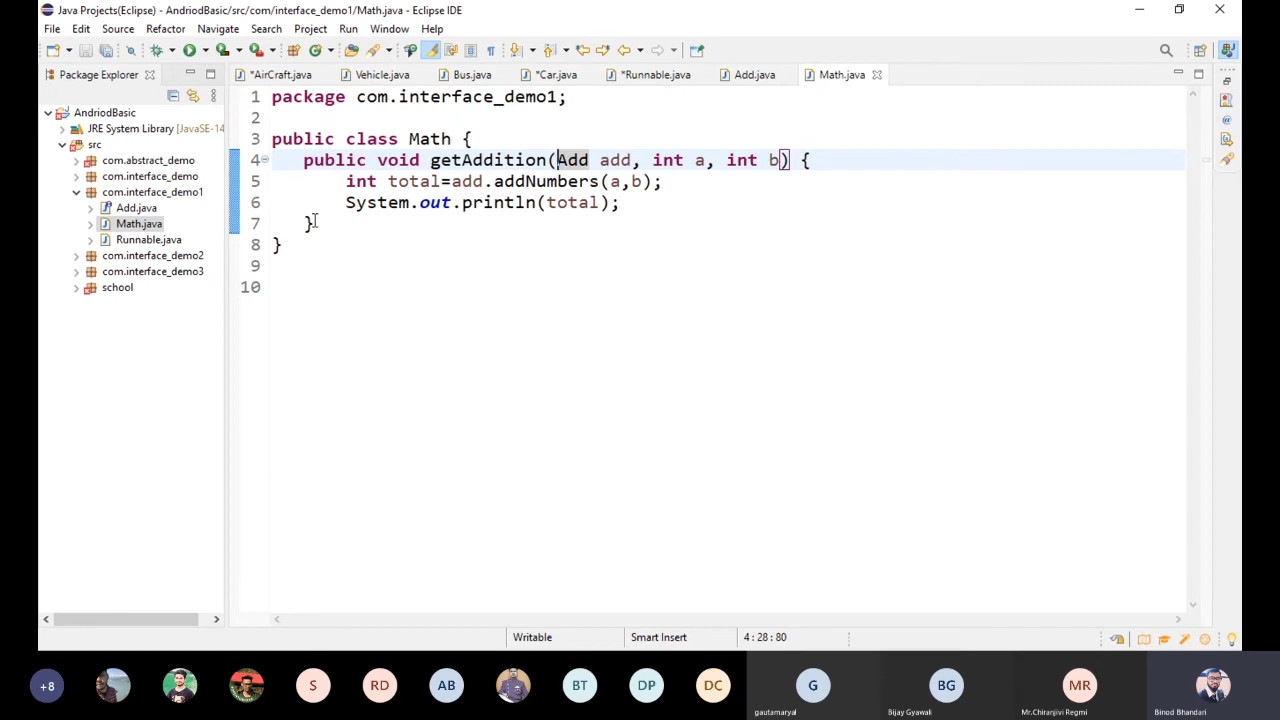 Java Projects(Eclipse) - AndriodBasic/src/com/interface_demo1/Math.java - Eclipse IDE
File Edit Source Refactor Navigate Search Project Run Window Help
Package Explorer
*AirCraft.java Vehicle.java Bus.java *Car.java *Runnable.java Add.java Math.java
AndriodBasic
JRE System Library [JavaSE-14
src
com.abstract_demo
com.interface_demo
com.interface_demo1
Add.java
Math.java
Runnable.java
com.interface_demo2
com.interface_demo3
school
1 package com.interface_demo1;
2
3 public class Math {
4 public void getAddition(Add add, int a, int b) {
5 int total=add.addNumbers(a,b);
6 System.out.println(total);
7 }
8 }
9
10
Writable Smart Insert 4 : 28 : 80
+8 S RD AB BT DP DC G BG MR
gautamaryal Bijay Gyawali Mr.Chiranjivi Regmi Binod Bhandari